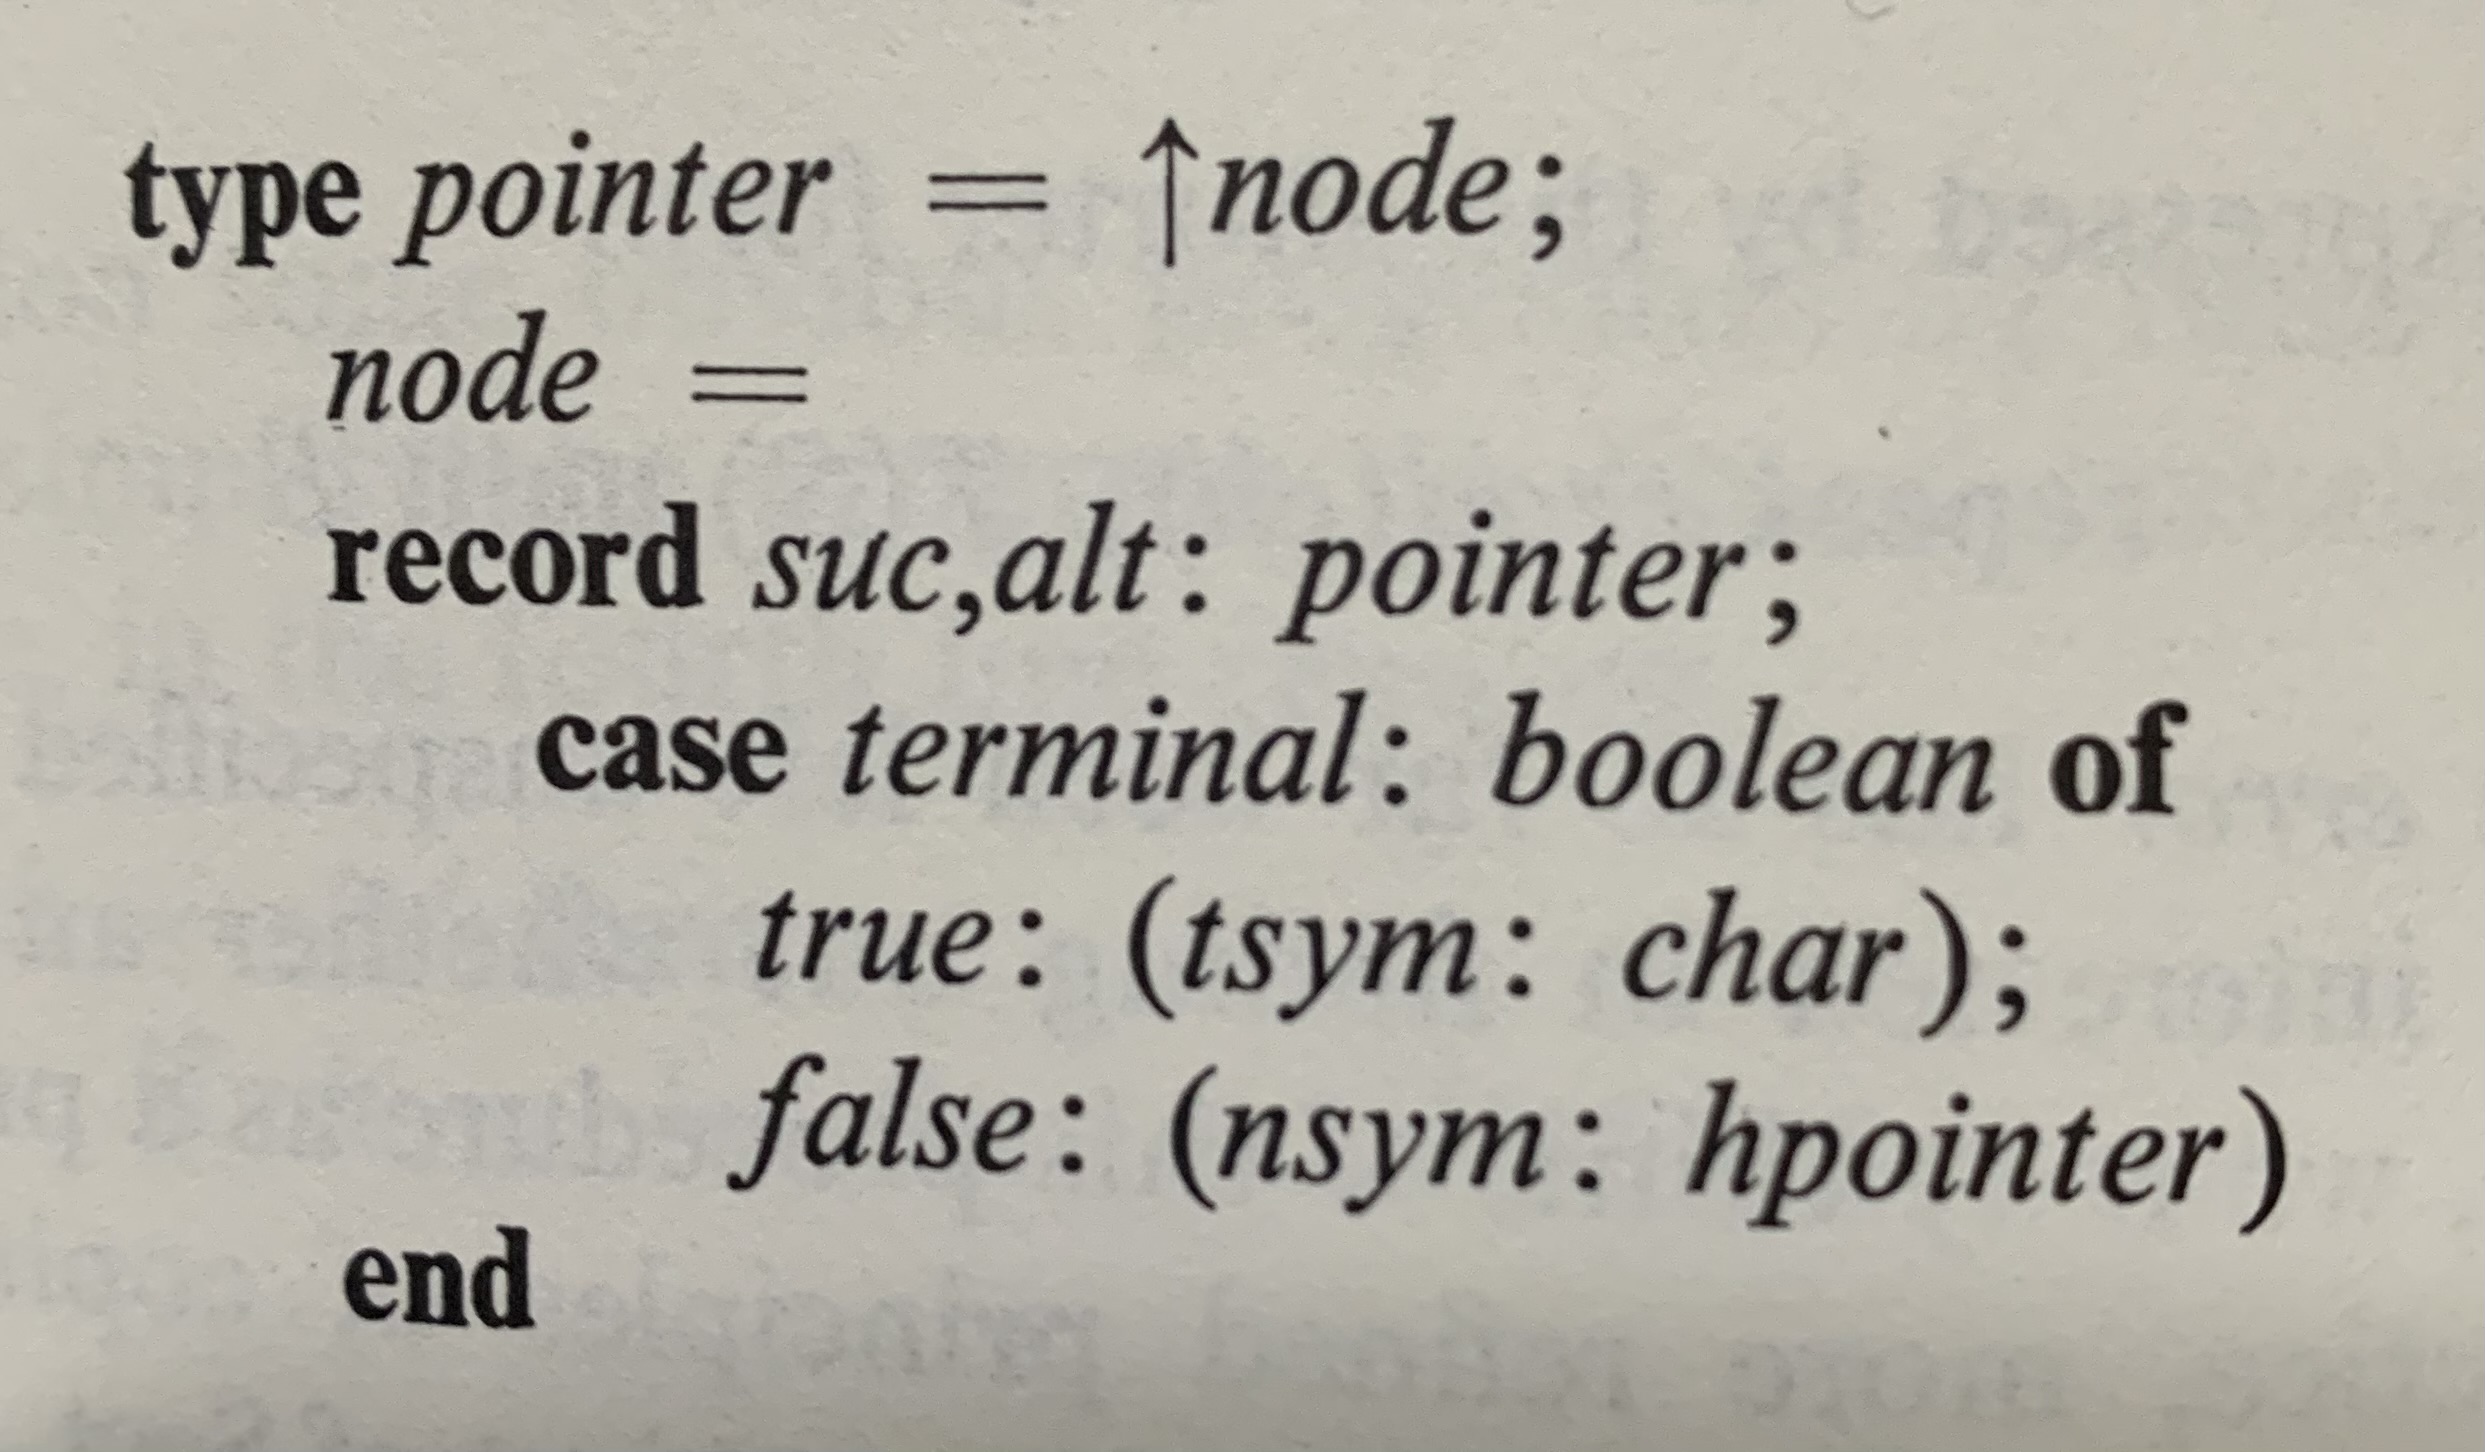 type pointer = ↑node;
node =
record suc,alt: pointer;
case terminal: boolean of
true: (tsym: char);
false: (nsym: hpointer)
end